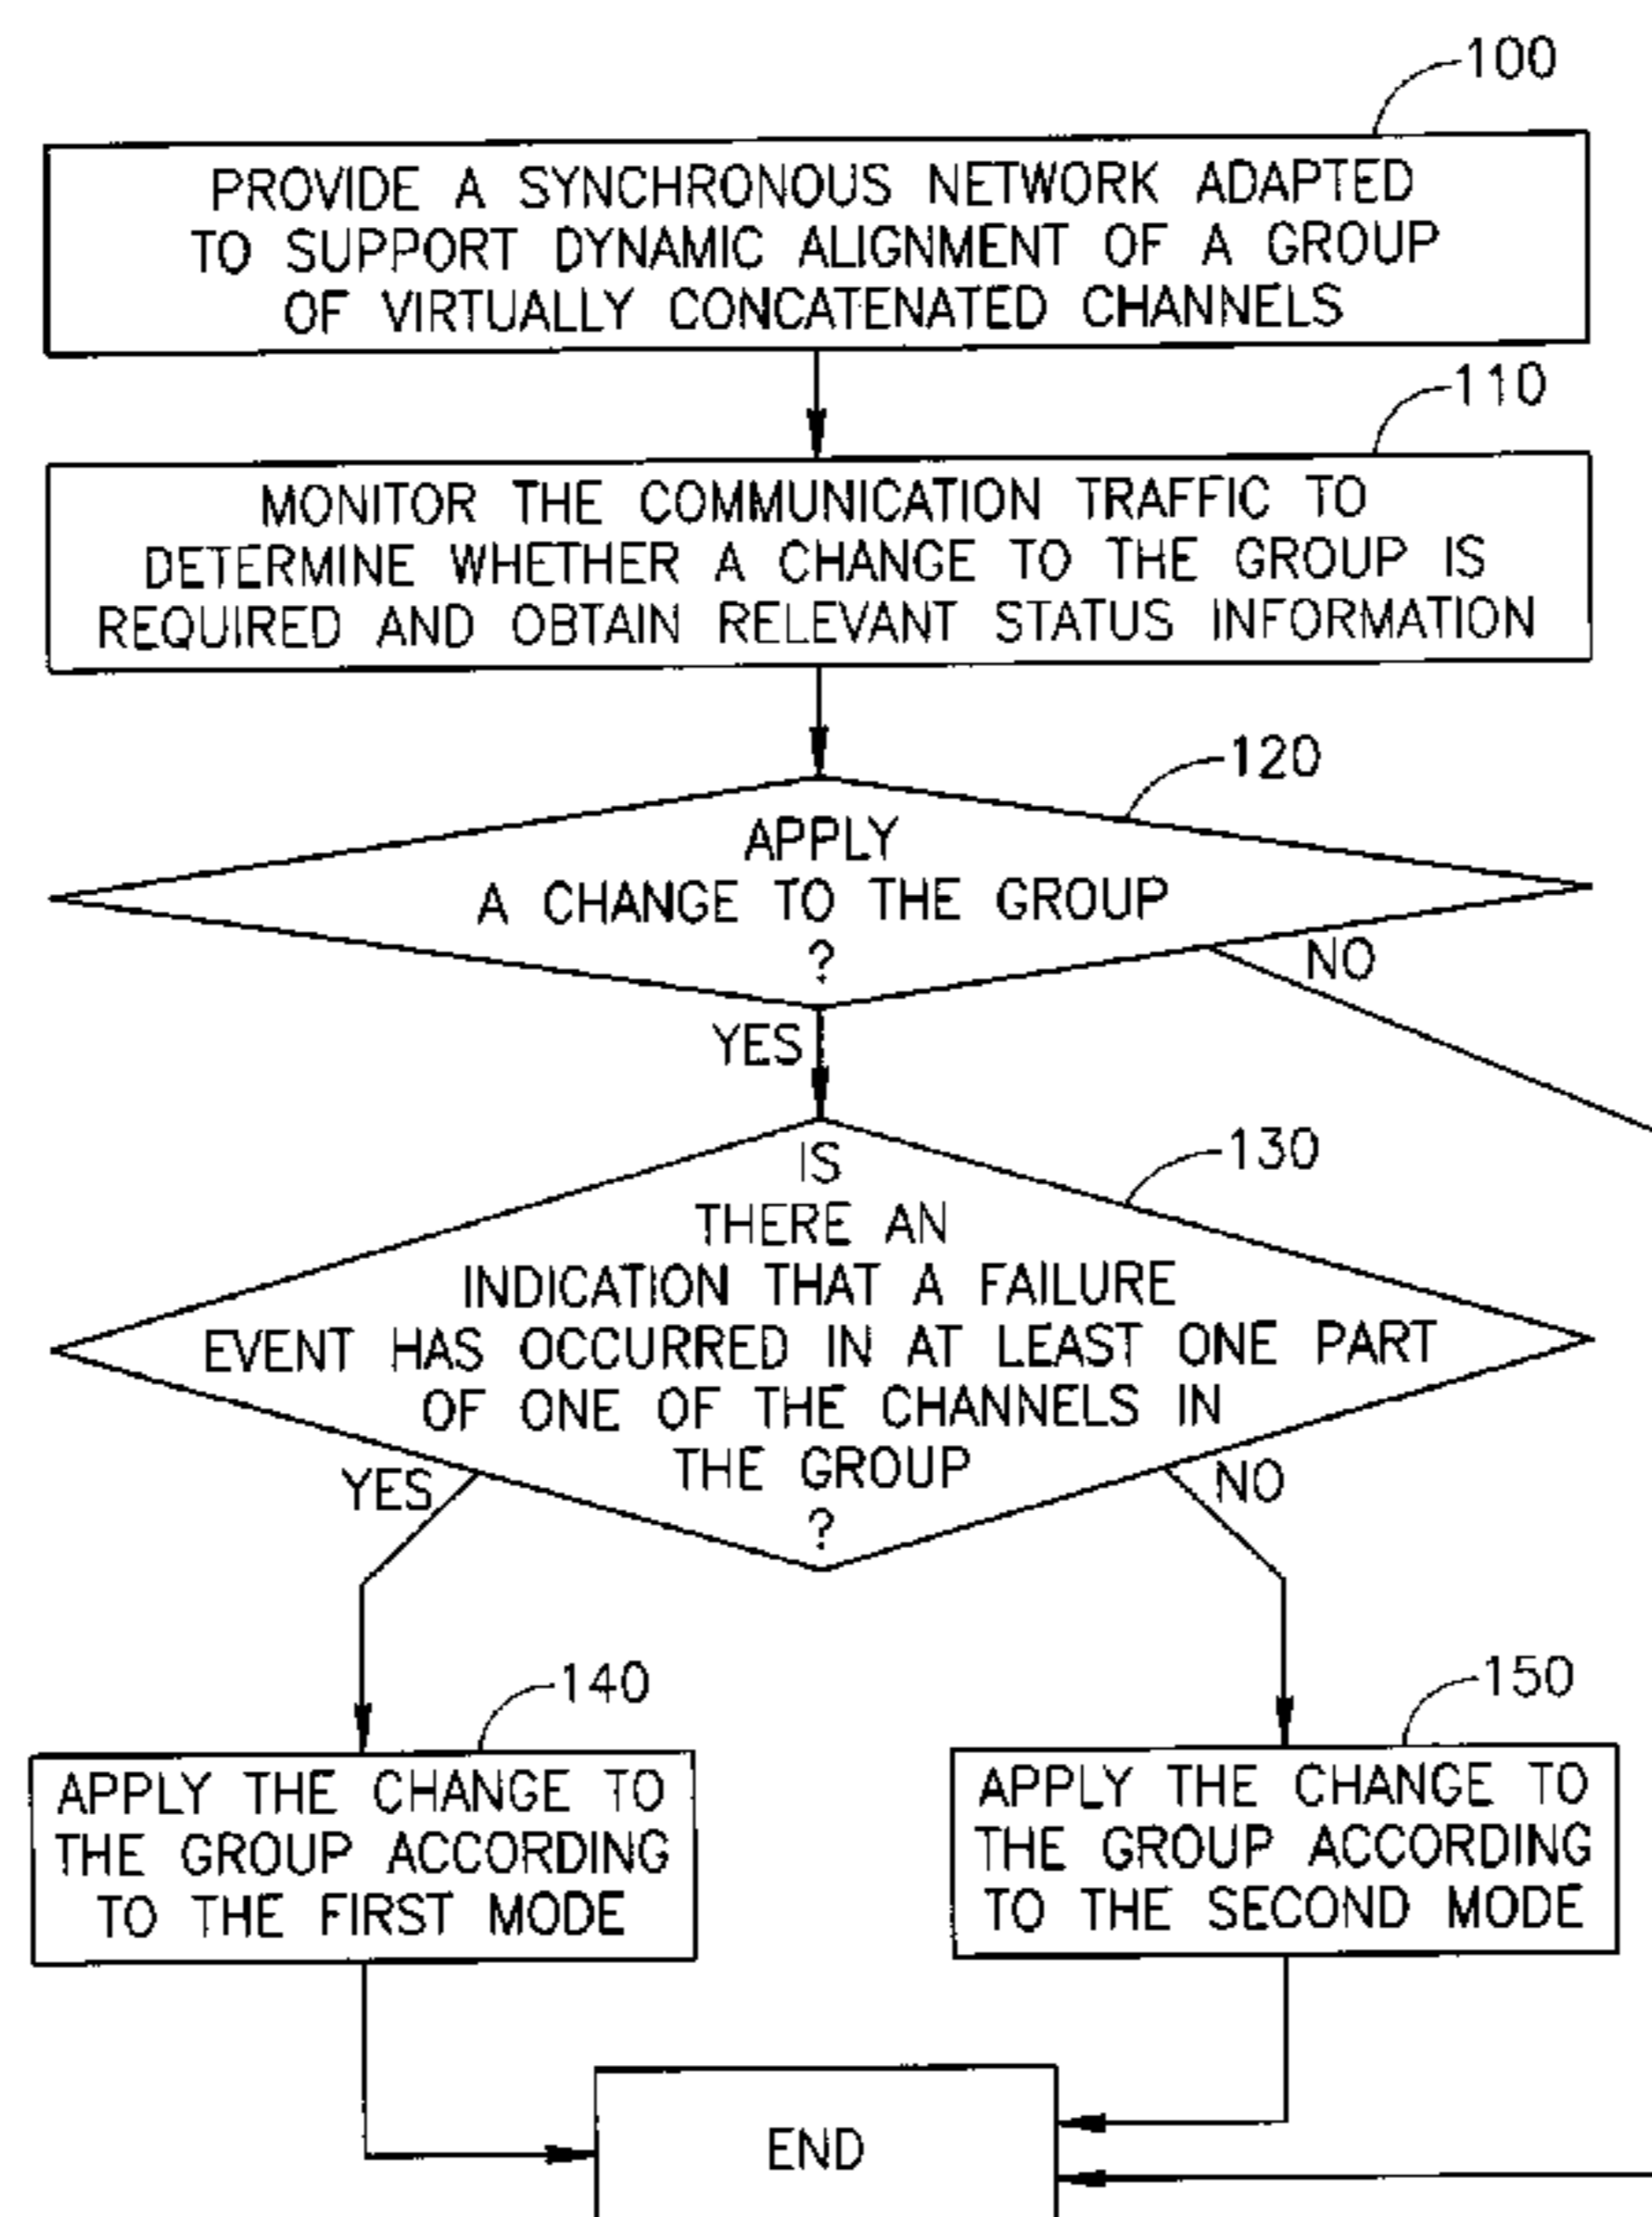 100
PROVIDE A SYNCHRONOUS NETWORK ADAPTED
TO SUPPORT DYNAMIC ALIGNMENT OF A GROUP
OF VIRTUALLY CONCATENATED CHANNELS
110
MONITOR THE COMMUNICATION TRAFFIC TO
DETERMINE WHETHER A CHANGE TO THE GROUP IS
REQUIRED AND OBTAIN RELEVANT STATUS INFORMATION
120
APPLY
A CHANGE TO THE GROUP
?
NO
YES
130
IS
THERE AN
INDICATION THAT A FAILURE
EVENT HAS OCCURRED IN AT LEAST ONE PART
OF ONE OF THE CHANNELS IN
THE GROUP
?
YES
NO
140
APPLY THE CHANGE TO
THE GROUP ACCORDING
TO THE FIRST MODE
150
APPLY THE CHANGE TO
THE GROUP ACCORDING
TO THE SECOND MODE
END